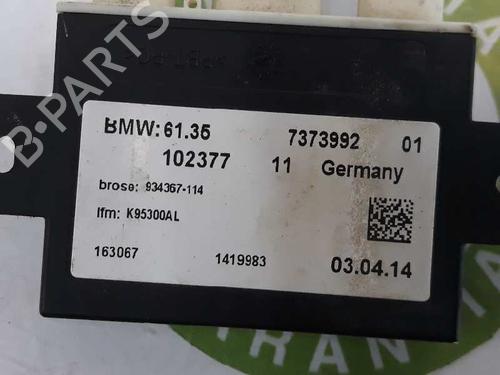 BMW:61.35 7373992 01
102377 11 Germany
brose: 934367-114
Ifm: K95300AL
163067 1419983 03.04.14
B-PARTS
TRAN